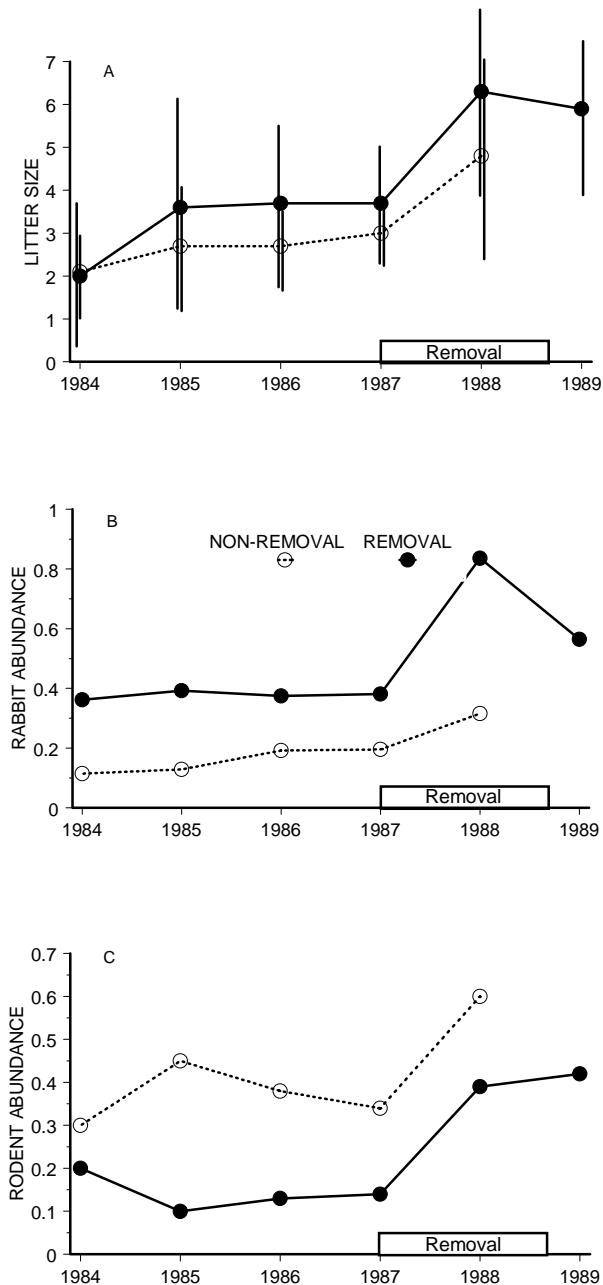 A
7
6
5
4
3
2
1
0
LITTER SIZE
Removal
1984 1985 1986 1987 1988 1989
B
1
0.8
0.6
0.4
0.2
0
RABBIT ABUNDANCE
NON-REMOVAL REMOVAL
Removal
1984 1985 1986 1987 1988 1989
C
0.7
0.6
0.5
0.4
0.3
0.2
0.1
0
RODENT ABUNDANCE
Removal
1984 1985 1986 1987 1988 1989